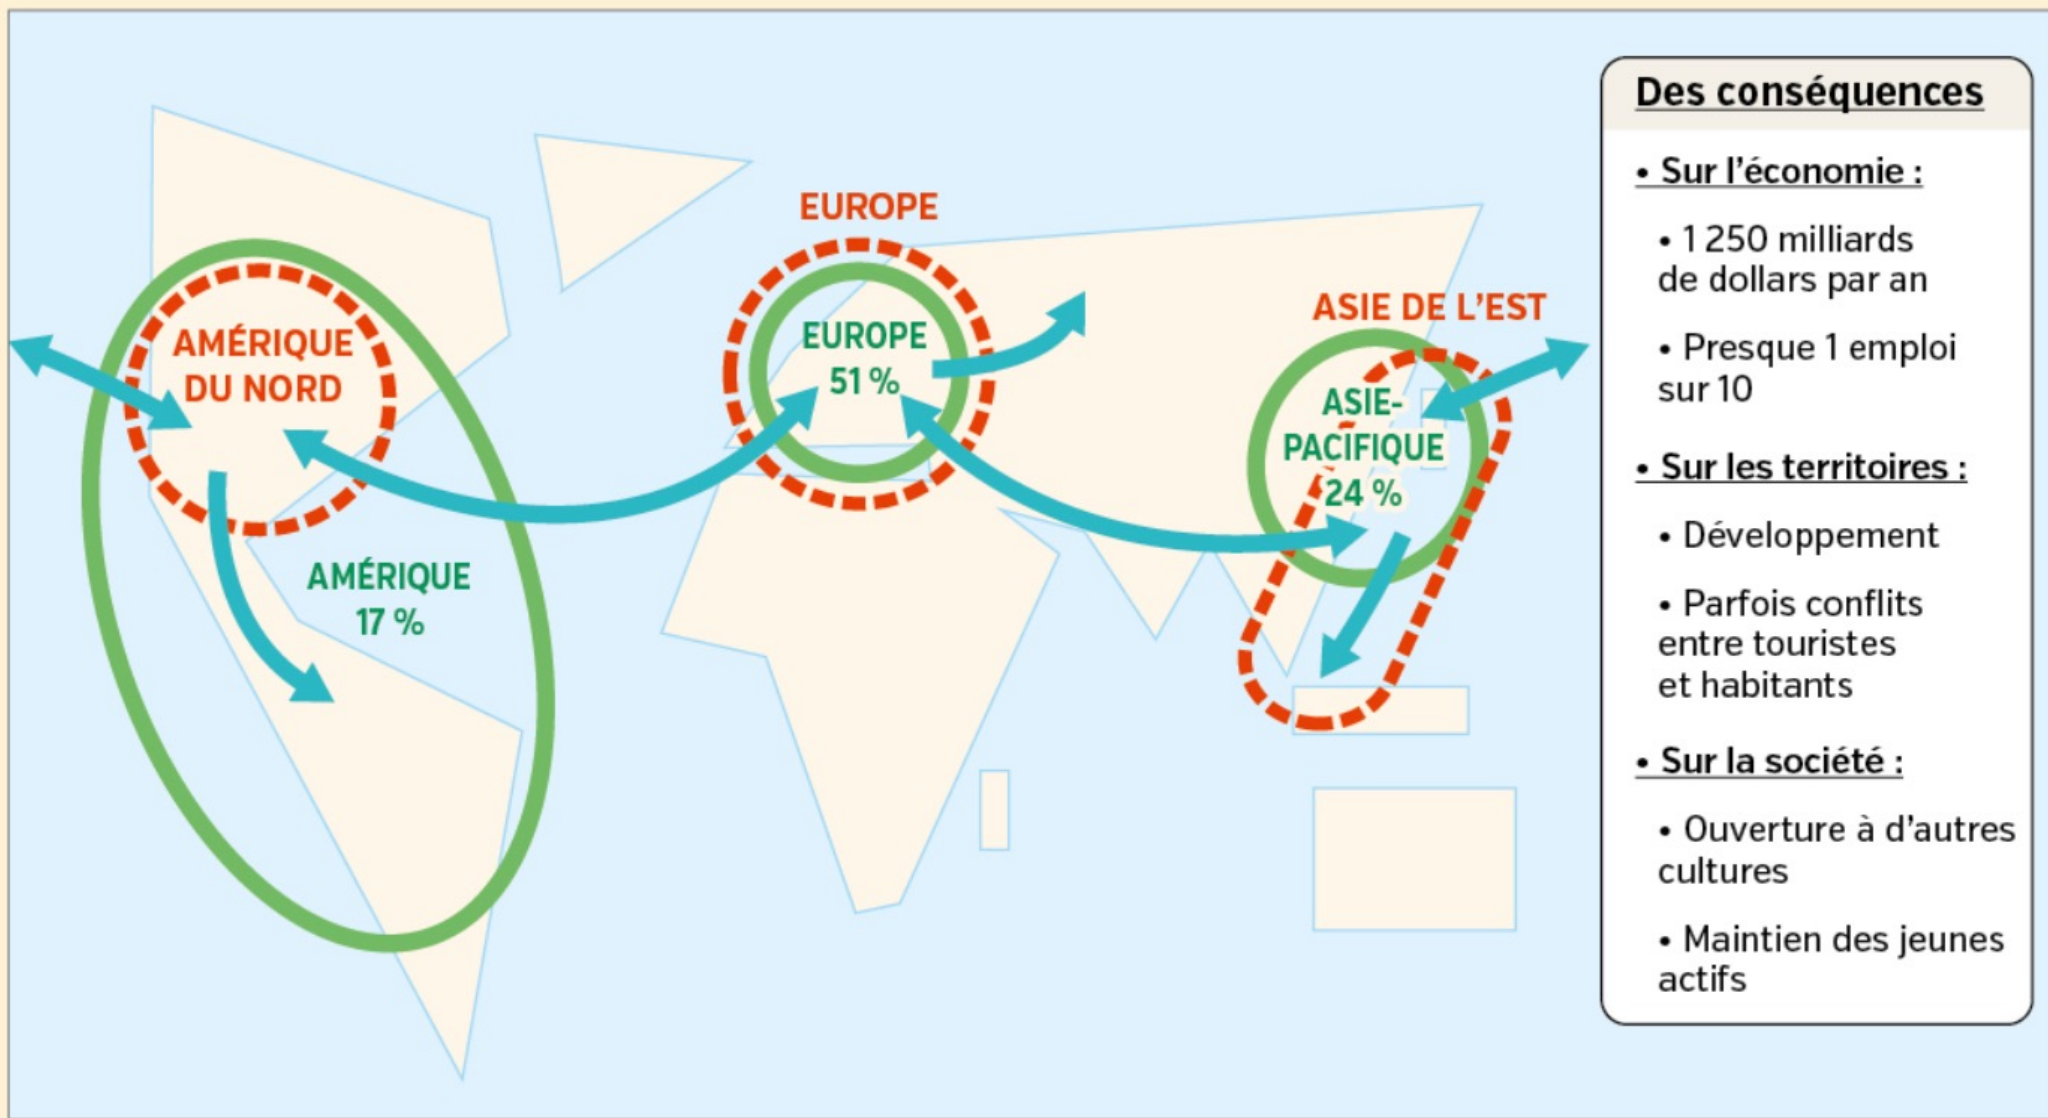 EUROPE
AMÉRIQUE
DU NORD
EUROPE
51 %
ASIE DE L'EST
ASIE-
PACIFIQUE
24 %
AMÉRIQUE
17 %
Des conséquences
• Sur l'économie :
• 1 250 milliards
de dollars par an
• Presque 1 emploi
sur 10
• Sur les territoires :
• Développement
• Parfois conflits
entre touristes
et habitants
• Sur la société :
• Ouverture à d'autres
cultures
• Maintien des jeunes
actifs